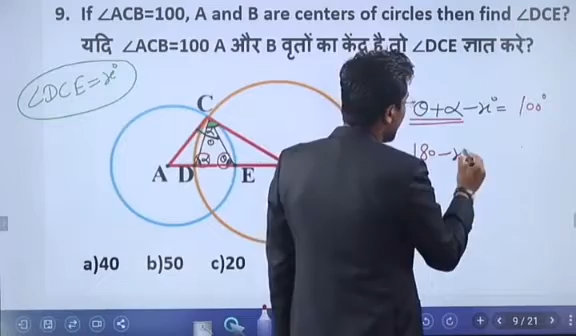 9. If ∠ACB=100, A and B are centers of circles then find ∠DCE?
यदि ∠ACB=100 A और B वृतों का केंद्र है तो ∠DCE ज्ञात करे?
∠DCE = x°
θ+α-x° = 100°
180-x
C
A D E
a)40 b)50 c)20
9 / 21